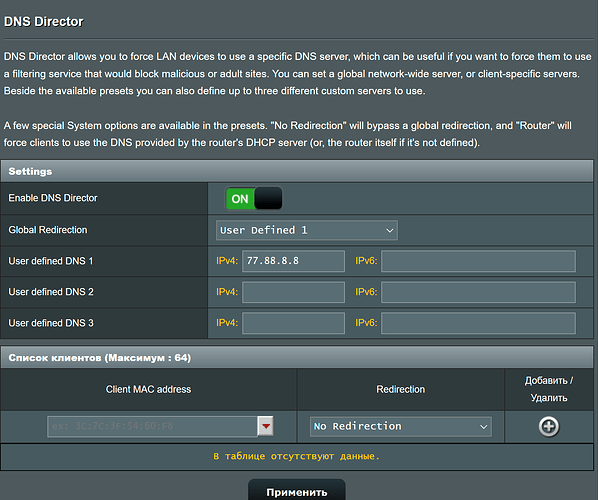 DNS Director
DNS Director allows you to force LAN devices to use a specific DNS server, which can be useful if you want to force them to use
a filtering service that would block malicious or adult sites. You can set a global network-wide server, or client-specific servers.
Beside the available presets you can also define up to three different custom servers to use.
A few special System options are available in the presets. "No Redirection" will bypass a global redirection, and "Router" will
force clients to use the DNS provided by the router's DHCP server (or, the router itself if it's not defined).
Settings
Enable DNS Director ON
Global Redirection User Defined 1
User defined DNS 1 IPv4: 77.88.8.8 IPv6:
User defined DNS 2 IPv4: IPv6:
User defined DNS 3 IPv4: IPv6:
Список клиентов (Максимум : 64)
Client MAC address Redirection Добавить /
Удалить
ex: No Redirection
В таблице отсутствуют данные.
Применить